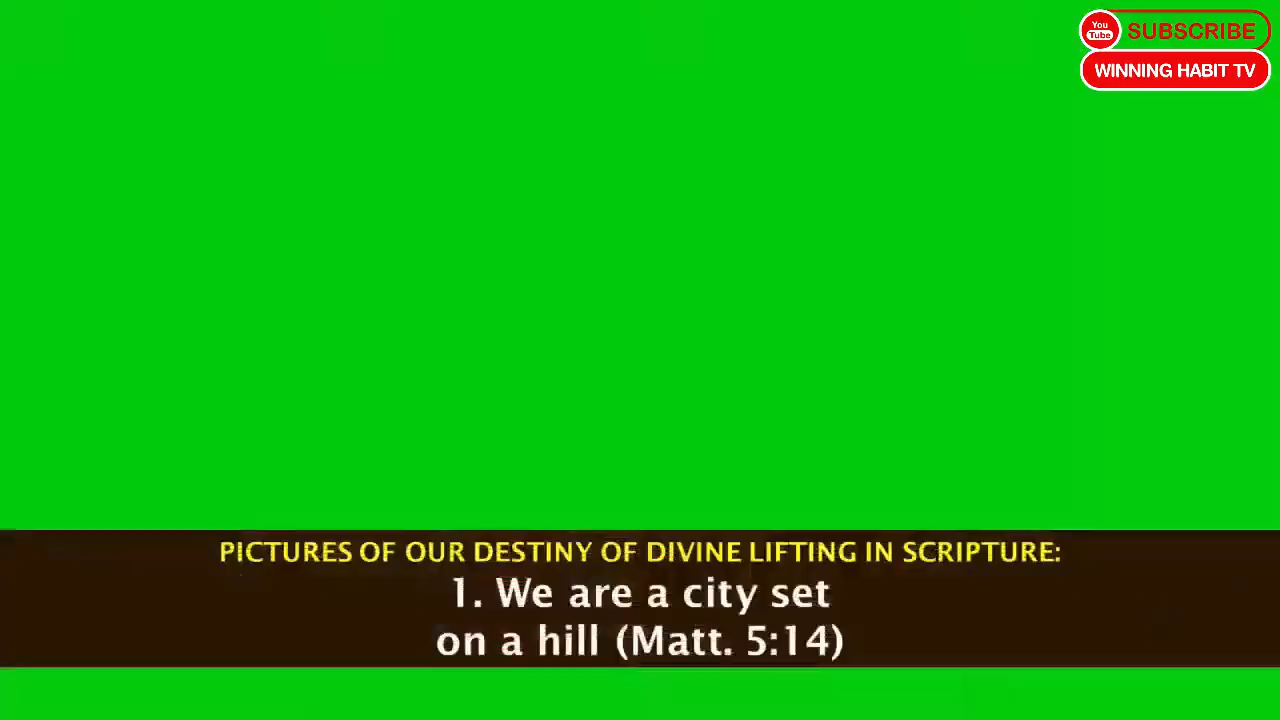 You
Tube
SUBSCRIBE
WINNING HABIT TV
PICTURES OF OUR DESTINY OF DIVINE LIFTING IN SCRIPTURE:
1. We are a city set
on a hill (Matt. 5:14)